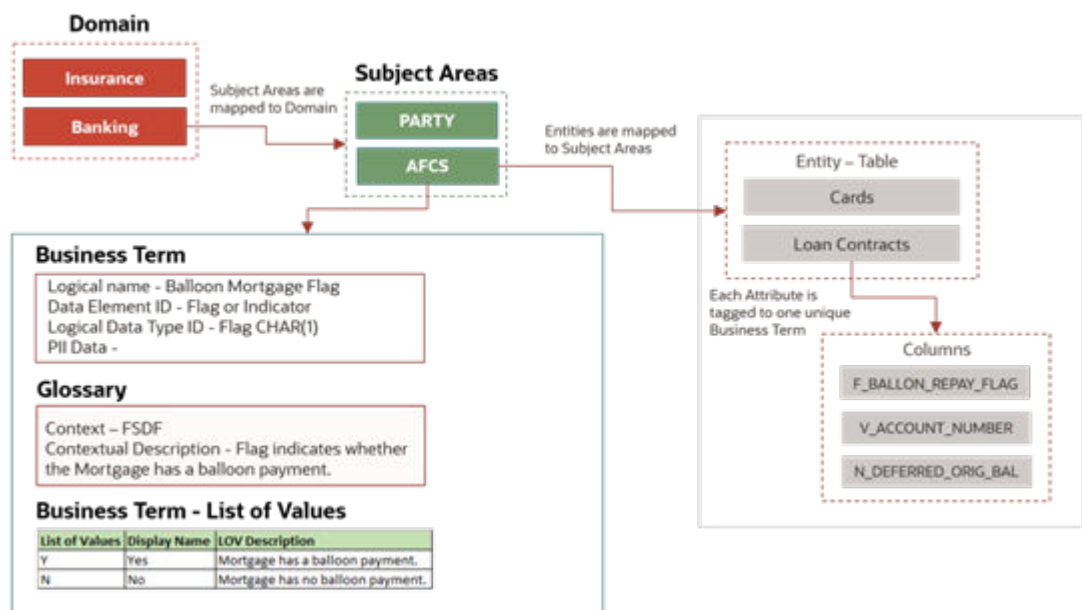 Domain
Insurance
Banking
Subject Areas are
mapped to Domain
Subject Areas
PARTY
AFCS
Entities are mapped
to Subject Areas
Entity – Table
Cards
Loan Contracts
Each Attribute is
tagged to one unique
Business Term
Columns
F_BALLON_REPAY_FLAG
V_ACCOUNT_NUMBER
N_DEFERRED_ORIG_BAL
Business Term
Logical name - Balloon Mortgage Flag
Data Element ID - Flag or Indicator
Logical Data Type ID - Flag CHAR(1)
PII Data -
Glossary
Context – FSDF
Contextual Description - Flag indicates whether
the Mortgage has a balloon payment.
Business Term - List of Values
List of Values Display Name LOV Description
Y Yes Mortgage has a balloon payment.
N No Mortgage has no balloon payment.